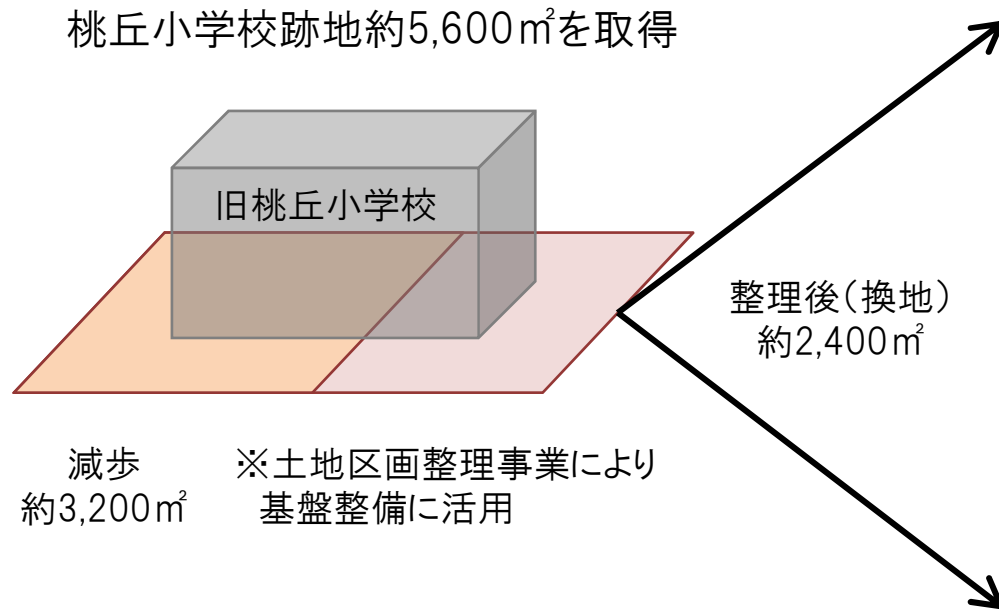 桃丘小学校跡地約5,600㎡を取得
旧桃丘小学校
整理後（換地）
約2,400㎡
減歩
約3,200㎡
※土地区画整理事業により
基盤整備に活用